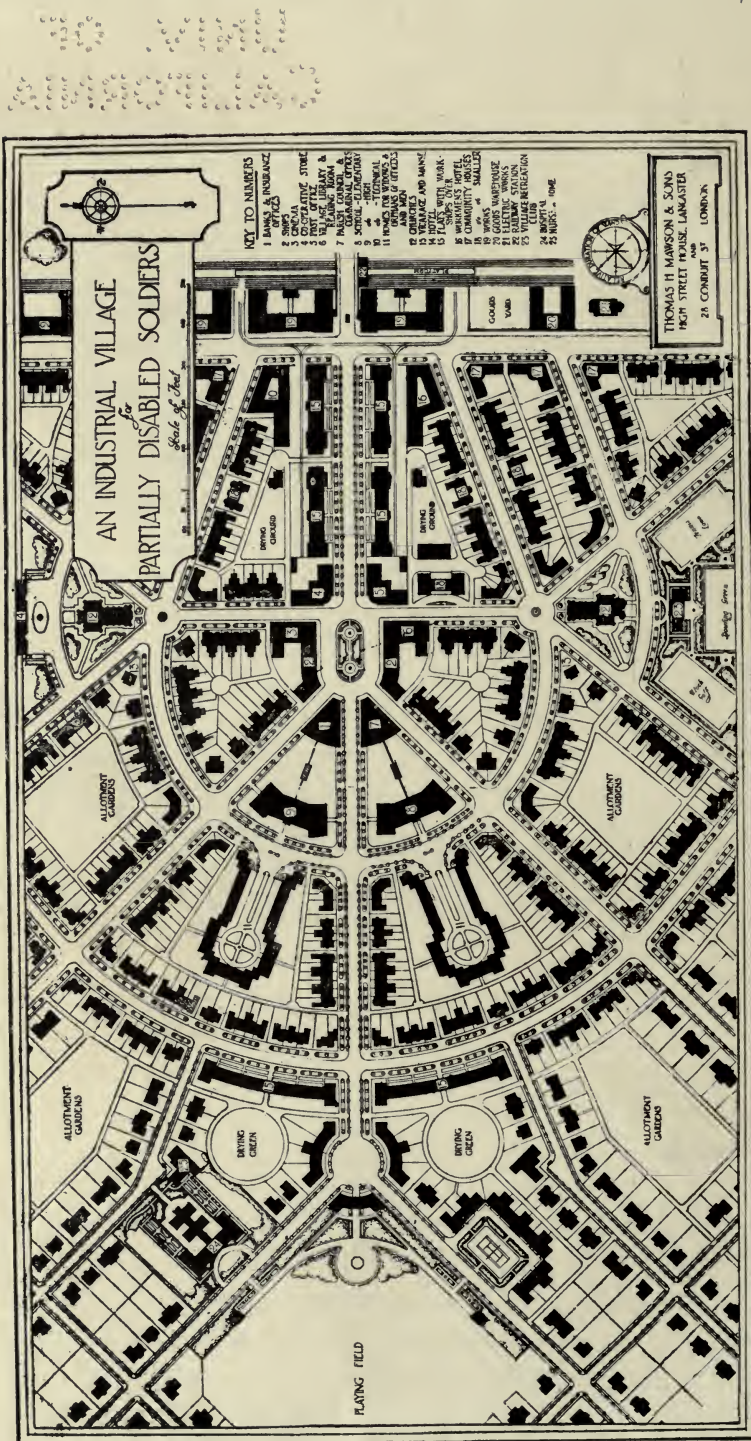 AN INDUSTRIAL VILLAGE
For
PARTIALLY DISABLED SOLDIERS
Scale of Feet
KEY TO NUMBERS
1 BANKS & INSURANCE
OFFICES
2 SHOPS
3 CINEMA
4 CO-OPERATIVE STORE
5 POST OFFICE
6 VILLAGE LIBRARY &
READING ROOM
7 PARISH COUNCIL &
COMMUNAL OFFICES
8 SCHOOL - ELEMENTARY
9 do - HIGH
10 do - TECHNICAL
11 HOMES FOR WIDOWS &
ORPHANS OF OFFICERS
AND MEN
12 CHURCHES
13 VICARAGE AND MANSE
14 HOTEL
15 FLATS WITH WORK-
SHOPS OVER
16 WORKMEN'S HOTEL
17 COMMUNITY HOUSES
18 do do SMALLER
19 WORKS
20 GOODS WAREHOUSE
21 ELECTRIC WORKS
22 RAILWAY STATION
23 VILLAGE RECREATION
CLUB
24 HOSPITAL
25 NURSES HOME
THOMAS H MAWSON & SONS
HIGH STREET HOUSE, LANCASTER
AND
28 CONDUIT ST LONDON
PLATFORM
GOODS
YARD
DRYING
GROUND
DRYING
GROUND
ALLOTMENT
GARDENS
ALLOTMENT
GARDENS
Bowling Green
ALLOTMENT
GARDENS
ALLOTMENT
GARDENS
DRYING
GREEN
DRYING
GREEN
PLAYING FIELD